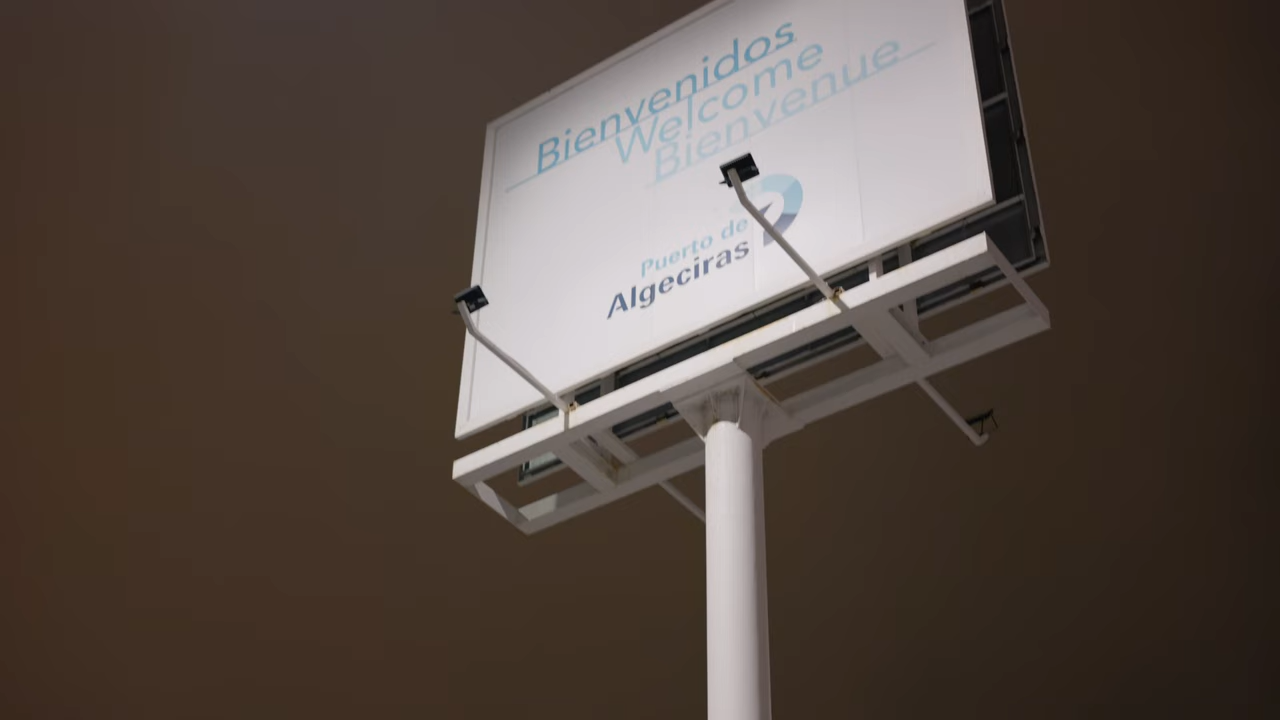 Bienvenidos
Welcome
Bienvenue
Puerto de
Algeciras